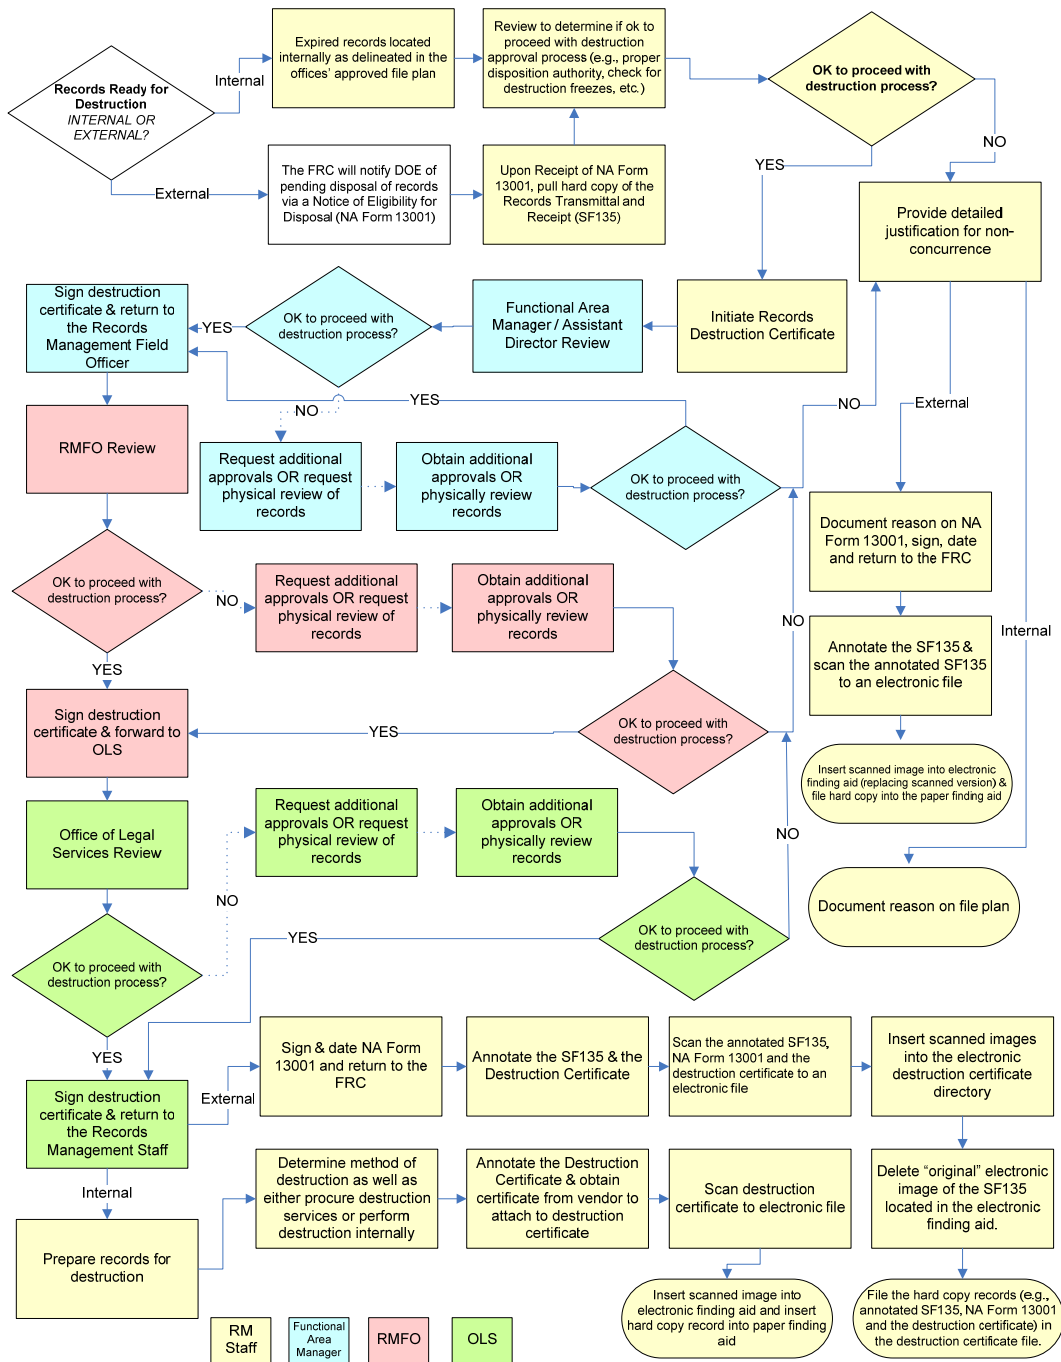 Records Ready for
Destruction
INTERNAL OR
EXTERNAL?
Internal
Expired records located
internally as delineated in the
offices' approved file plan
Review to determine if ok to
proceed with destruction
approval process (e.g., proper
disposition authority, check for
destruction freezes, etc.)
OK to proceed with
destruction process?
NO
YES
External
The FRC will notify DOE of
pending disposal of records
via a Notice of Eligibility for
Disposal (NA Form 13001)
Upon Receipt of NA Form
13001, pull hard copy of the
Records Transmittal and
Receipt (SF135)
Provide detailed
justification for non-
concurrence
Sign destruction
certificate & return to
the Records
Management Field
Officer
YES
OK to proceed with
destruction process?
Functional Area
Manager / Assistant
Director Review
Initiate Records
Destruction Certificate
NO
YES
NO
External
RMFO Review
Request additional
approvals OR request
physical review of
records
Obtain additional
approvals OR
physically review
records
OK to proceed with
destruction process?
Document reason on NA
Form 13001, sign, date
and return to the FRC
OK to proceed with
destruction process?
NO
Request additional
approvals OR request
physical review of
records
Obtain additional
approvals OR
physically review
records
NO
Internal
YES
Annotate the SF135 &
scan the annotated SF135
to an electronic file
Sign destruction
certificate & forward to
OLS
YES
OK to proceed with
destruction process?
Insert scanned image into electronic
finding aid (replacing scanned version) &
file hard copy into the paper finding aid
Office of Legal
Services Review
Request additional
approvals OR request
physical review of
records
Obtain additional
approvals OR
physically review
records
NO
NO
Document reason on file plan
OK to proceed with
destruction process?
YES
OK to proceed with
destruction process?
YES
Sign & date NA Form
13001 and return to the
FRC
Annotate the SF135 & the
Destruction Certificate
Scan the annotated SF135,
NA Form 13001 and the
destruction certificate to an
electronic file
Insert scanned images
into the electronic
destruction certificate
directory
External
Sign destruction
certificate & return to
the Records
Management Staff
Internal
Determine method of
destruction as well as
either procure destruction
services or perform
destruction internally
Annotate the Destruction
Certificate & obtain
certificate from vendor to
attach to destruction
certificate
Scan destruction
certificate to electronic file
Delete "original" electronic
image of the SF135
located in the electronic
finding aid.
Prepare records for
destruction
Insert scanned image into
electronic finding aid and insert
hard copy record into paper finding
aid
File the hard copy records (e.g.,
annotated SF135, NA Form 13001
and the destruction certificate) in
the destruction certificate file.
RM
Staff
Functional
Area
Manager
RMFO
OLS